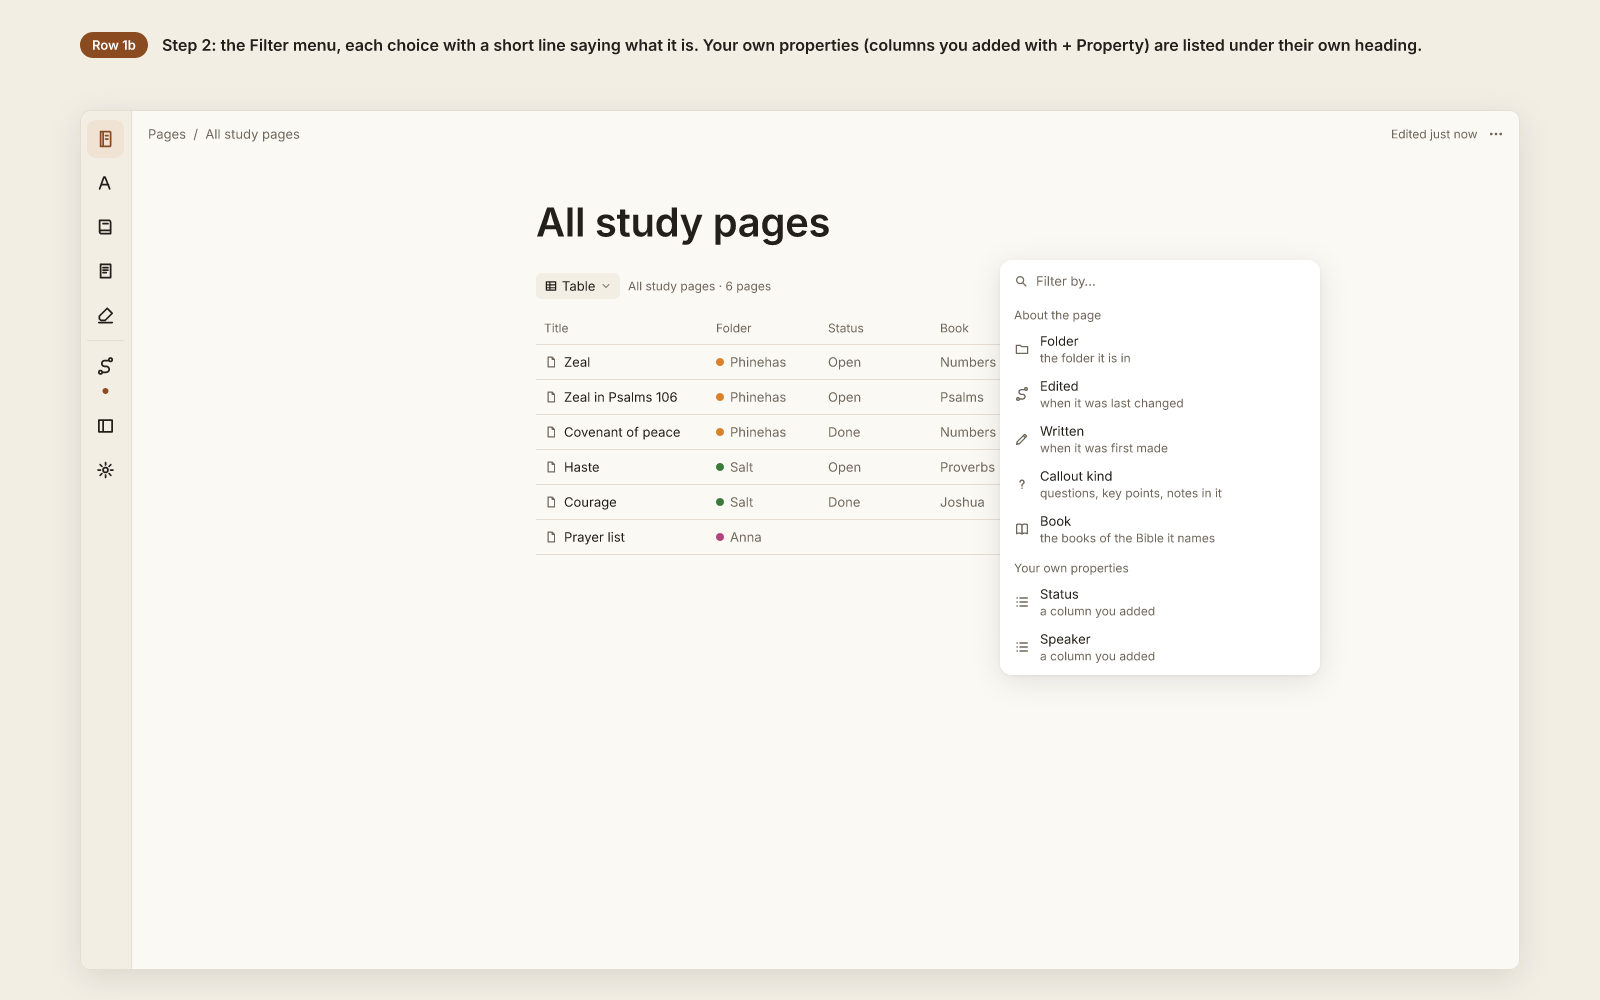 Row 1b
Step 2: the Filter menu, each choice with a short line saying what it is. Your own properties (columns you added with + Property) are listed under their own heading.
Pages / All study pages
Edited just now
All study pages
Table
All study pages · 6 pages
Title Folder Status Book
Zeal Phinehas Open Numbers
Zeal in Psalms 106 Phinehas Open Psalms
Covenant of peace Phinehas Done Numbers
Haste Salt Open Proverbs
Courage Salt Done Joshua
Prayer list Anna
Filter by...
About the page
Folder
the folder it is in
Edited
when it was last changed
Written
when it was first made
Callout kind
questions, key points, notes in it
Book
the books of the Bible it names
Your own properties
Status
a column you added
Speaker
a column you added